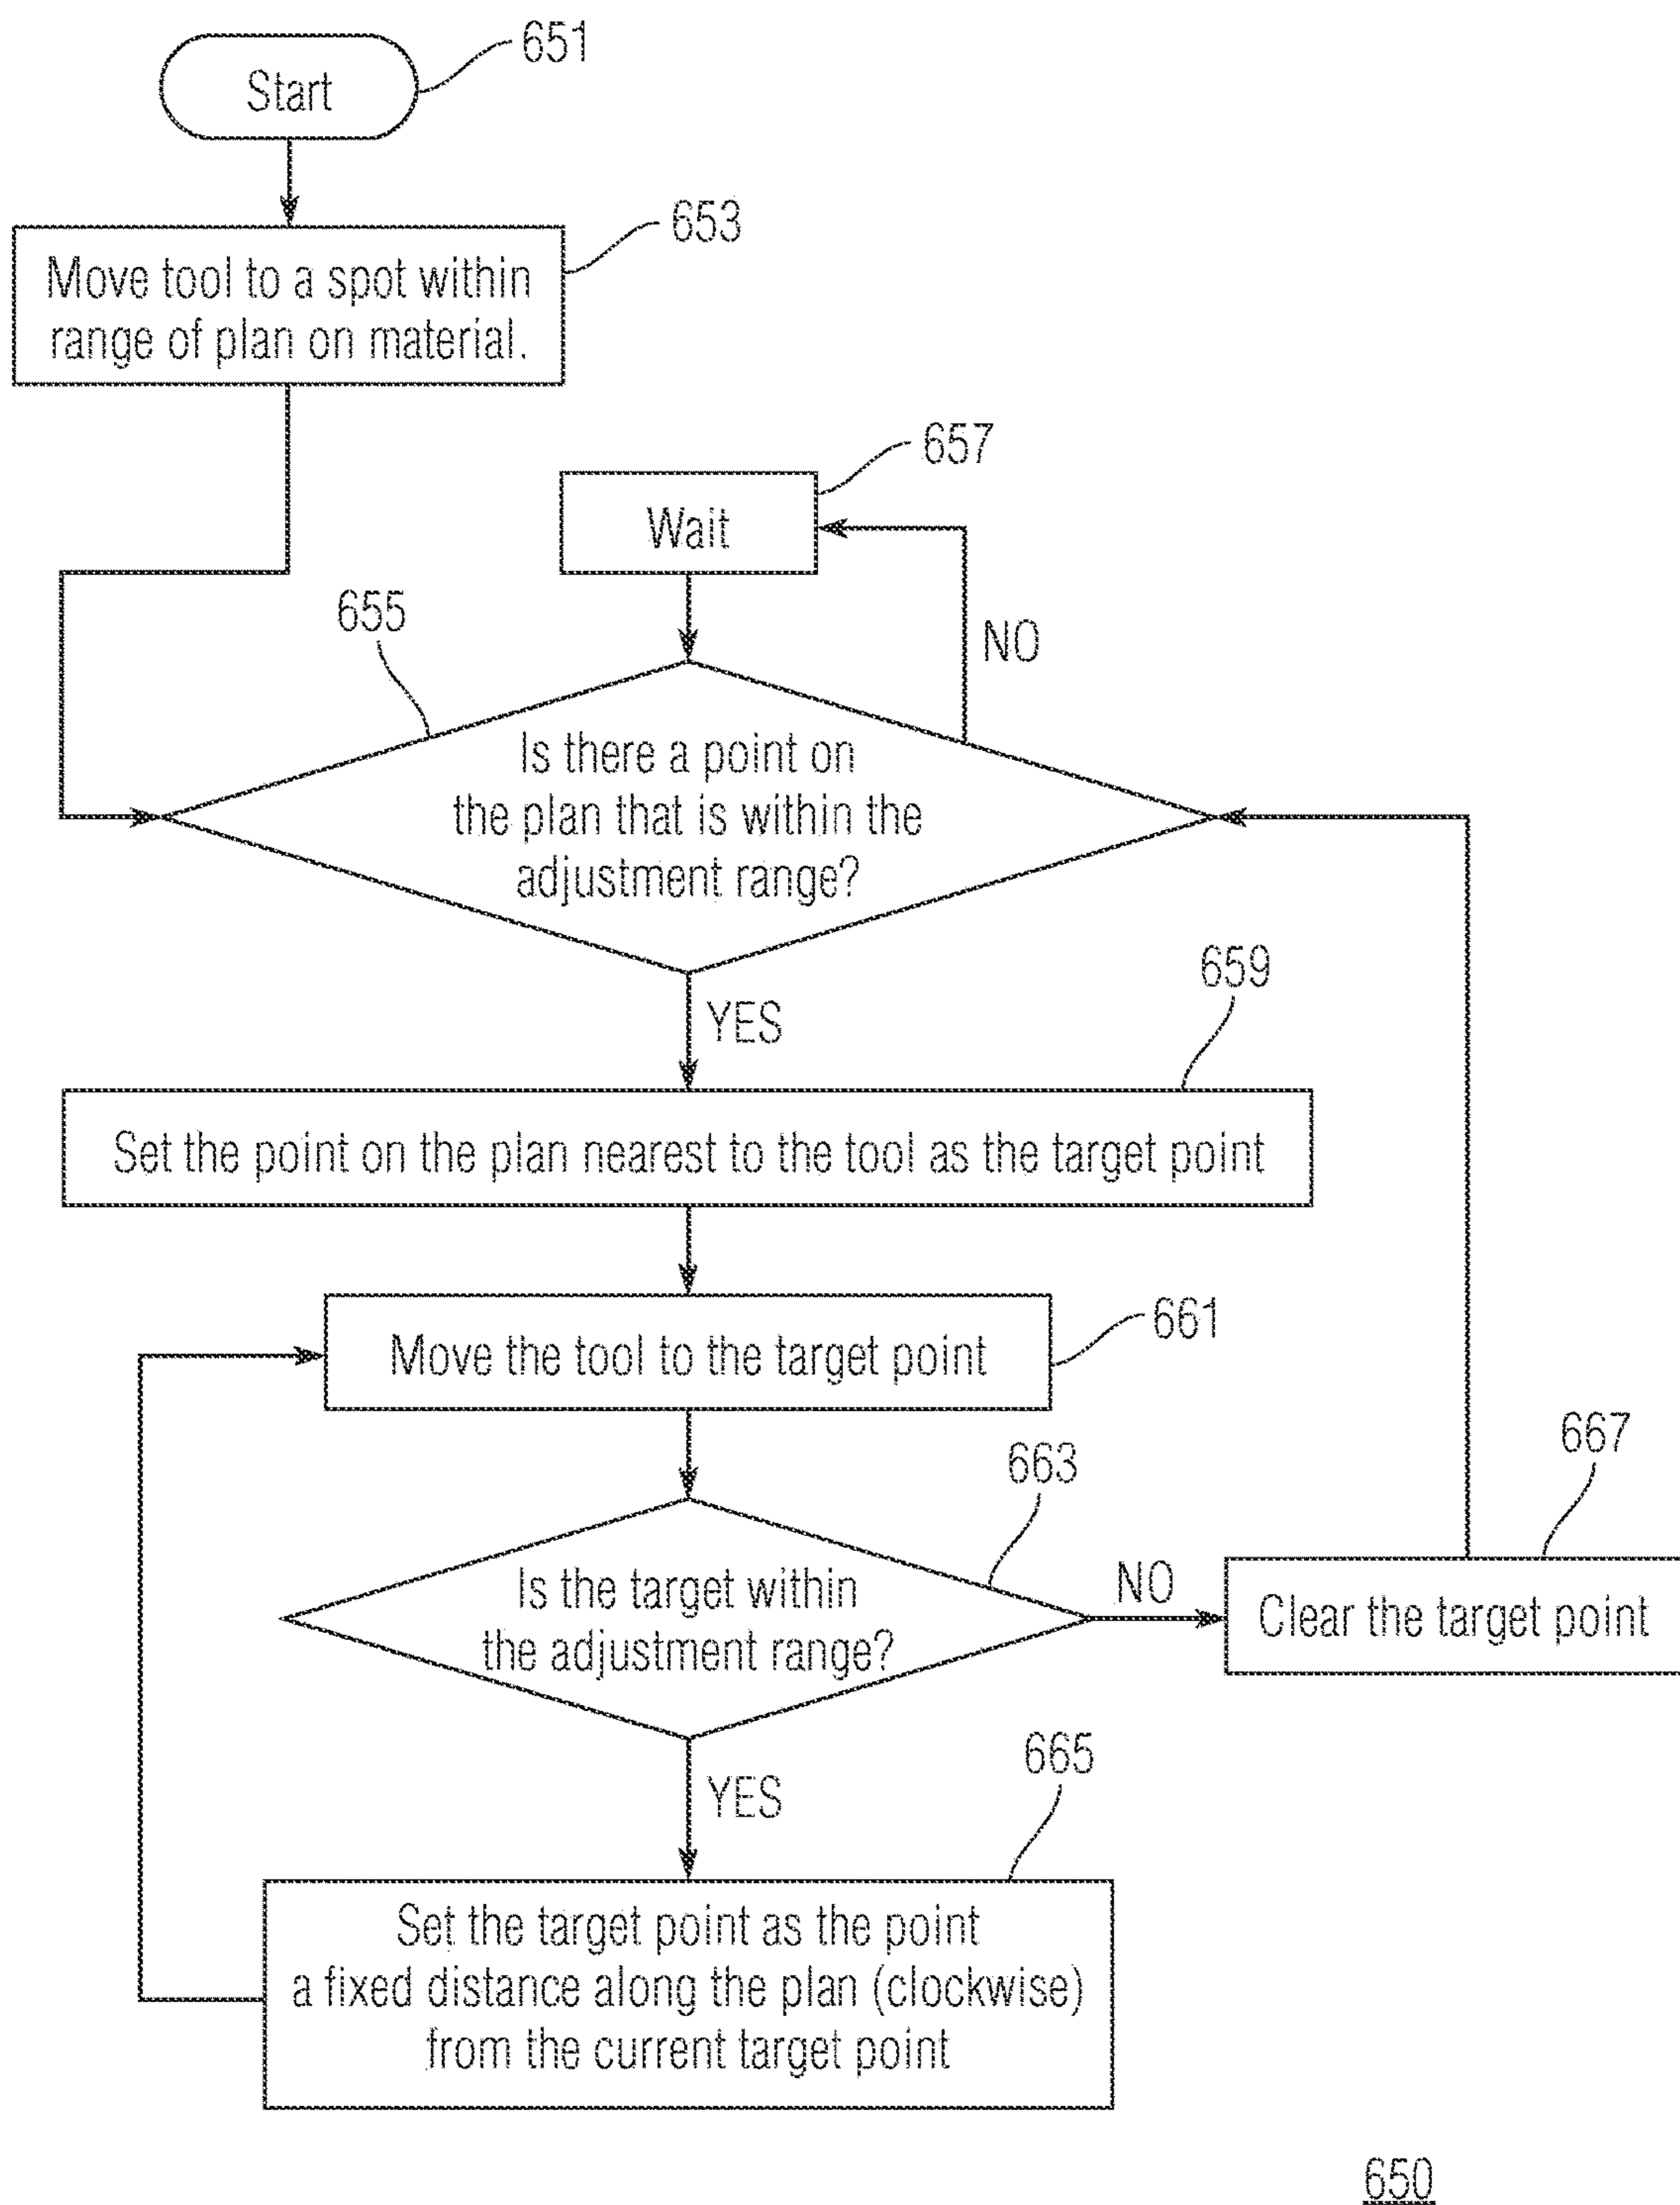 651
Start
653
Move tool to a spot within
range of plan on material.
657
Wait
655
NO
Is there a point on
the plan that is within the
adjustment range?
659
YES
Set the point on the plan nearest to the tool as the target point
661
Move the tool to the target point
667
663
NO
Is the target within
the adjustment range?
Clear the target point
665
YES
Set the target point as the point
a fixed distance along the plan (clockwise)
from the current target point
650